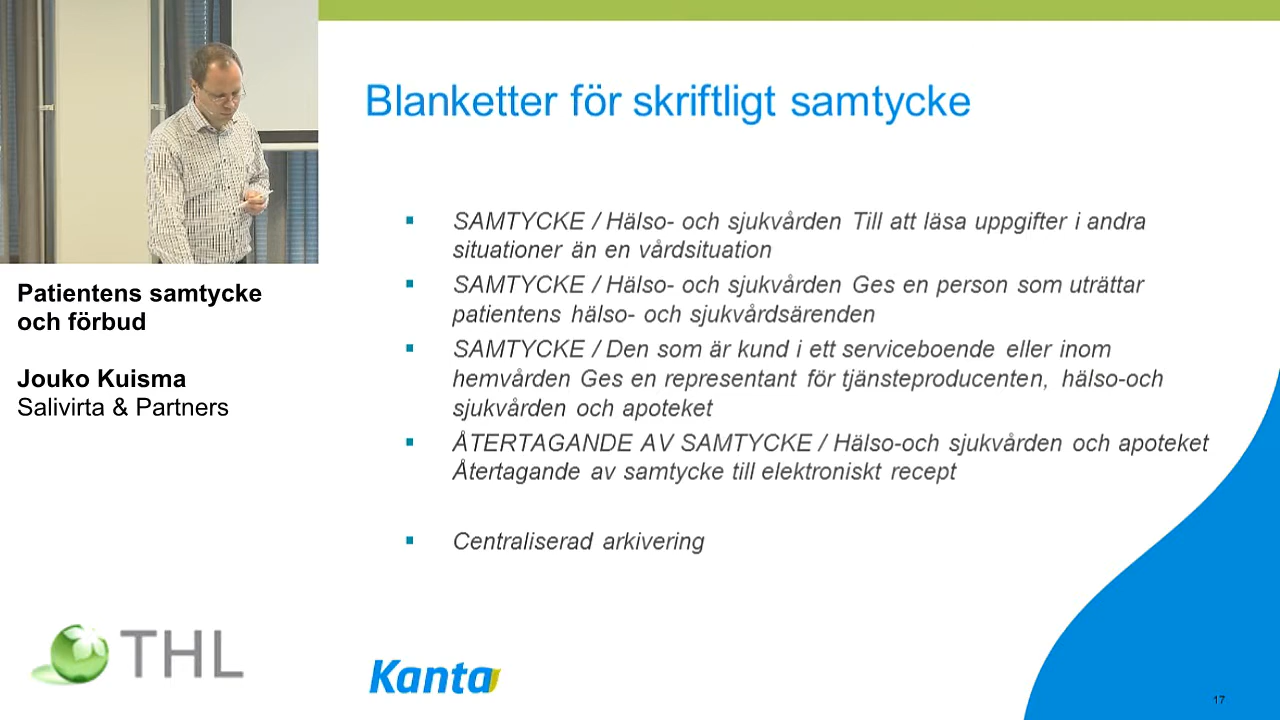 Patientens samtycke
och förbud
Jouko Kuisma
Salivirta & Partners
THL
Blanketter för skriftligt samtycke
▪ SAMTYCKE / Hälso- och sjukvården Till att läsa uppgifter i andra
situationer än en vårdsituation
▪ SAMTYCKE / Hälso- och sjukvården Ges en person som uträttar
patientens hälso- och sjukvårdsärenden
▪ SAMTYCKE / Den som är kund i ett serviceboende eller inom
hemvården Ges en representant för tjänsteproducenten, hälso-och
sjukvården och apoteket
▪ ÅTERTAGANDE AV SAMTYCKE / Hälso-och sjukvården och apoteket
Återtagande av samtycke till elektroniskt recept
▪ Centraliserad arkivering
Kanta
17